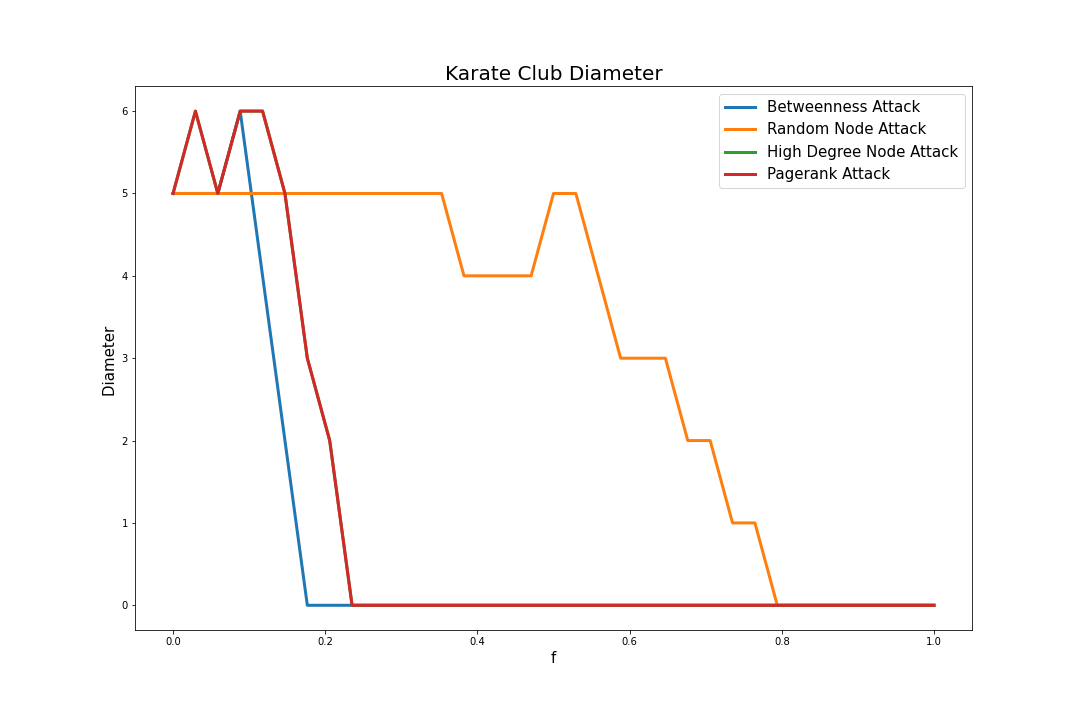 Karate Club Diameter
Betweenness Attack
Random Node Attack
High Degree Node Attack
Pagerank Attack
Diameter
6
5
4
3
2
1
0
0.0 0.2 0.4 0.6 0.8 1.0
f